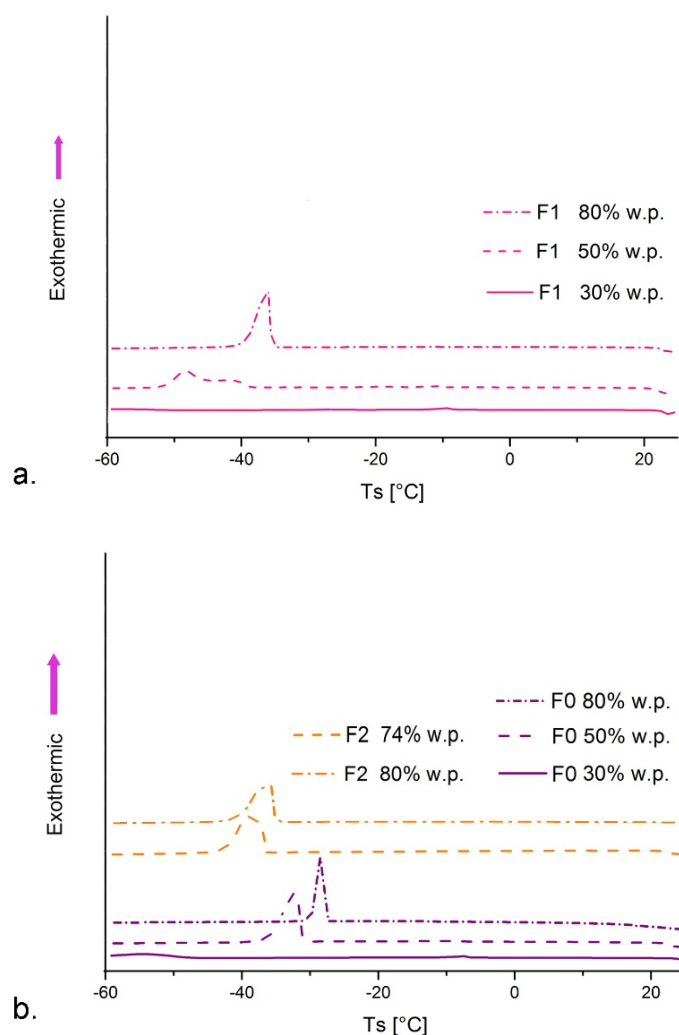 Exothermic
F1 80% w.p.
F1 50% w.p.
F1 30% w.p.
-60 -40 -20 0 20
Ts [°C]
a.
Exothermic
F0 80% w.p.
F2 74% w.p. F0 50% w.p.
F2 80% w.p. F0 30% w.p.
-60 -40 -20 0 20
Ts [°C]
b.